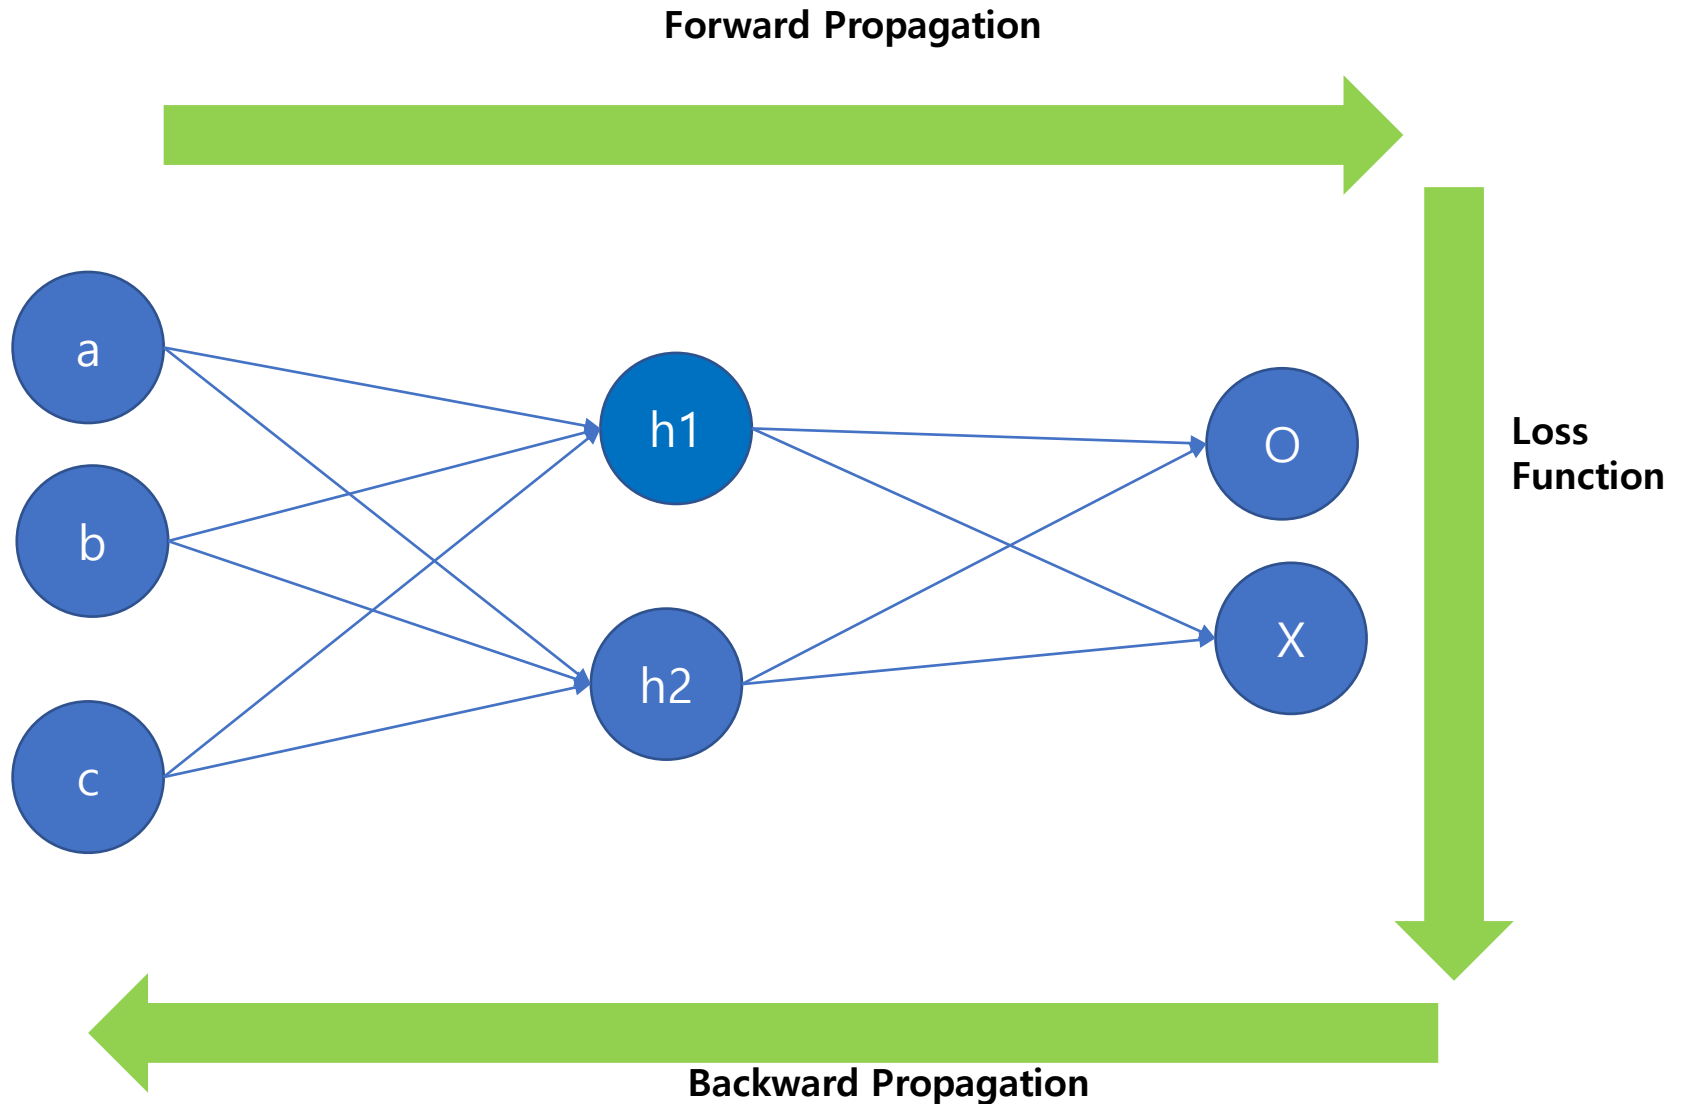 Forward Propagation
a
h1
O
b
Loss
Function
h2
X
c
Backward Propagation